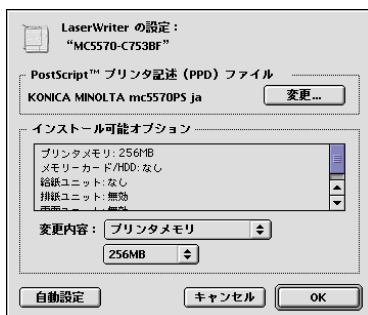 LaserWriter の設定：
“MC5570-C753BF”
PostScript™ プリンタ記述（PPD）ファイル
KONICA MINOLTA mc5570PS ja
変更...
インストール可能オプション
プリンタメモリ：256MB
メモリーカード/HDD：なし
給紙ユニット：なし
排紙ユニット：無効
変更内容： プリンタメモリ
256MB
自動設定 キャンセル OK